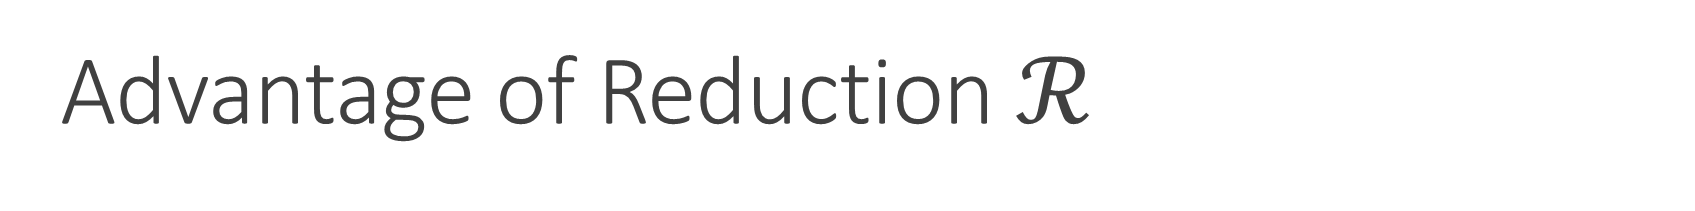 Advantage of Reduction ℛ